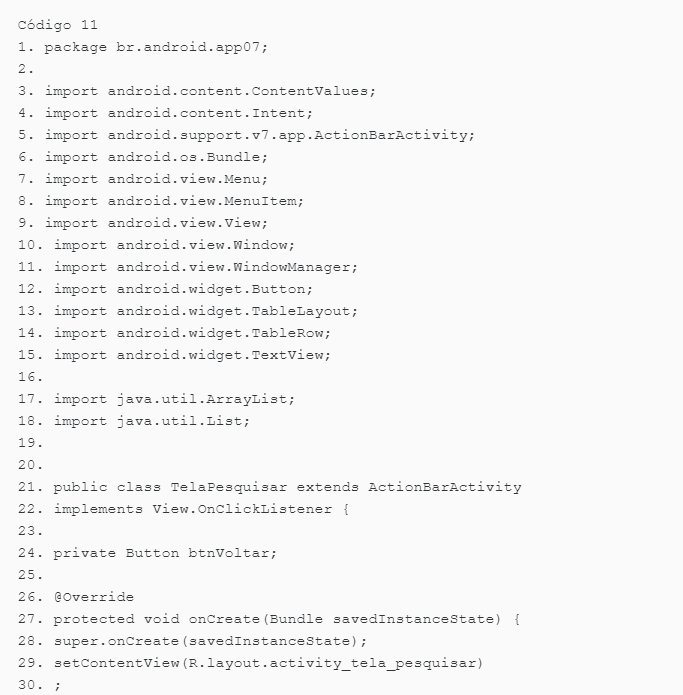 Código 11
1. package br.android.app07;
2.
3. import android.content.ContentValues;
4. import android.content.Intent;
5. import android.support.v7.app.ActionBarActivity;
6. import android.os.Bundle;
7. import android.view.Menu;
8. import android.view.MenuItem;
9. import android.view.View;
10. import android.view.Window;
11. import android.view.WindowManager;
12. import android.widget.Button;
13. import android.widget.TableLayout;
14. import android.widget.TableRow;
15. import android.widget.TextView;
16.
17. import java.util.ArrayList;
18. import java.util.List;
19.
20.
21. public class TelaPesquisar extends ActionBarActivity
22. implements View.OnClickListener {
23.
24. private Button btnVoltar;
25.
26. @Override
27. protected void onCreate(Bundle savedInstanceState) {
28. super.onCreate(savedInstanceState);
29. setContentView(R.layout.activity_tela_pesquisar)
30. ;